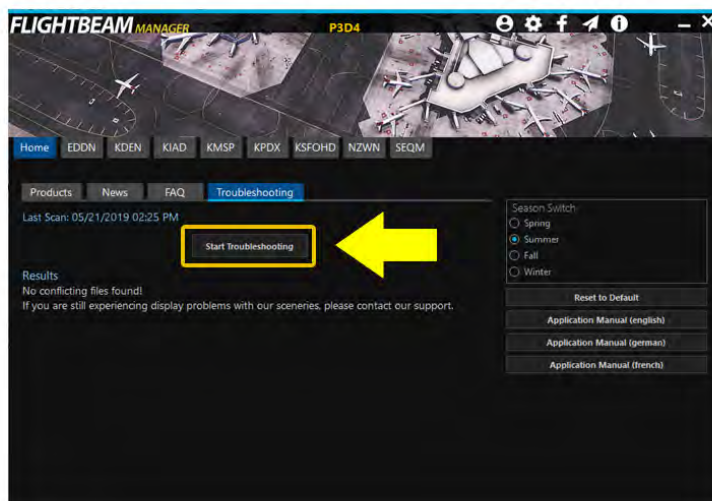 FLIGHTBEAM MANAGER P3D4
Home EDDN KDEN KIAD KMSP KPDX KSFOHD NZWN SEQM
Products News FAQ Troubleshooting
Last Scan: 05/21/2019 02:25 PM
Start Troubleshooting
Results
No conflicting files found!
If you are still experiencing display problems with our sceneries, please contact our support.
Season Switch
Spring
Summer
Fall
Winter
Reset to Default
Application Manual (english)
Application Manual (german)
Application Manual (french)